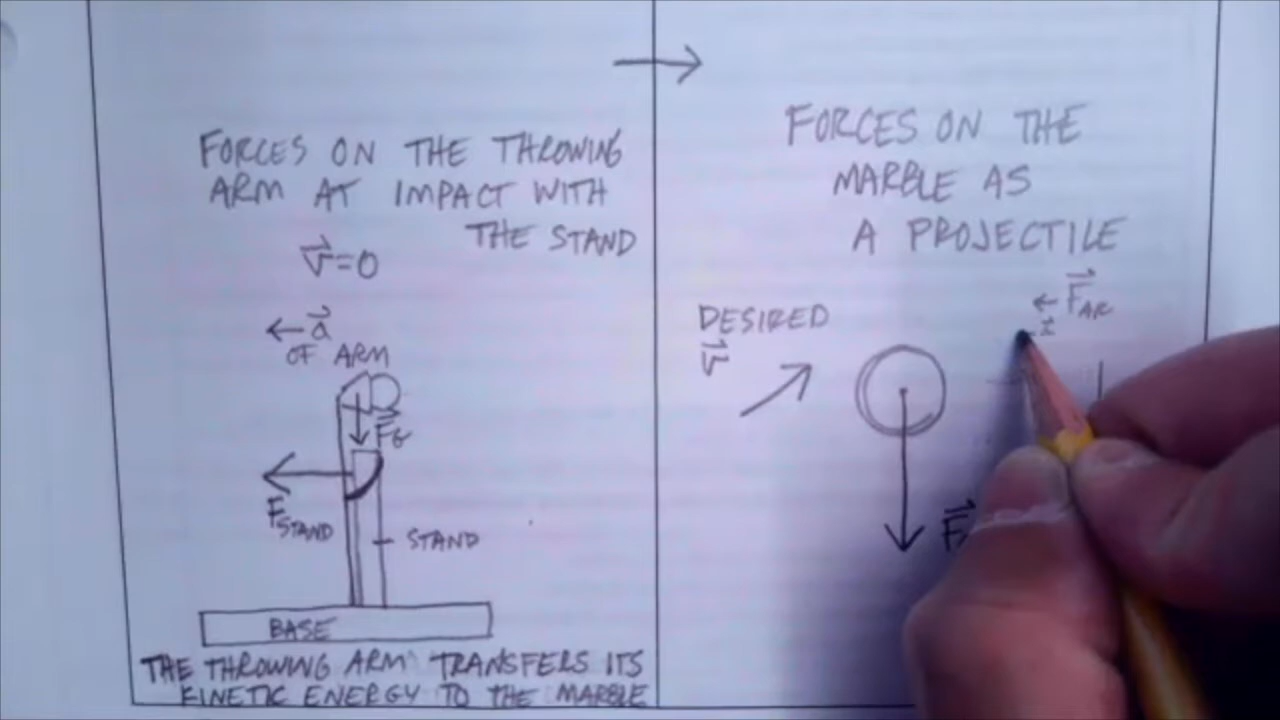 FORCES ON THE THROWING
ARM AT IMPACT WITH
THE STAND
v=0
← a
OF ARM
F
STAND
STAND
BASE
THE THROWING ARM TRANSFERS ITS
KINETIC ENERGY TO THE MARBLE
→
FORCES ON THE
MARBLE AS
A PROJECTILE
DESIRED
v
← F
F